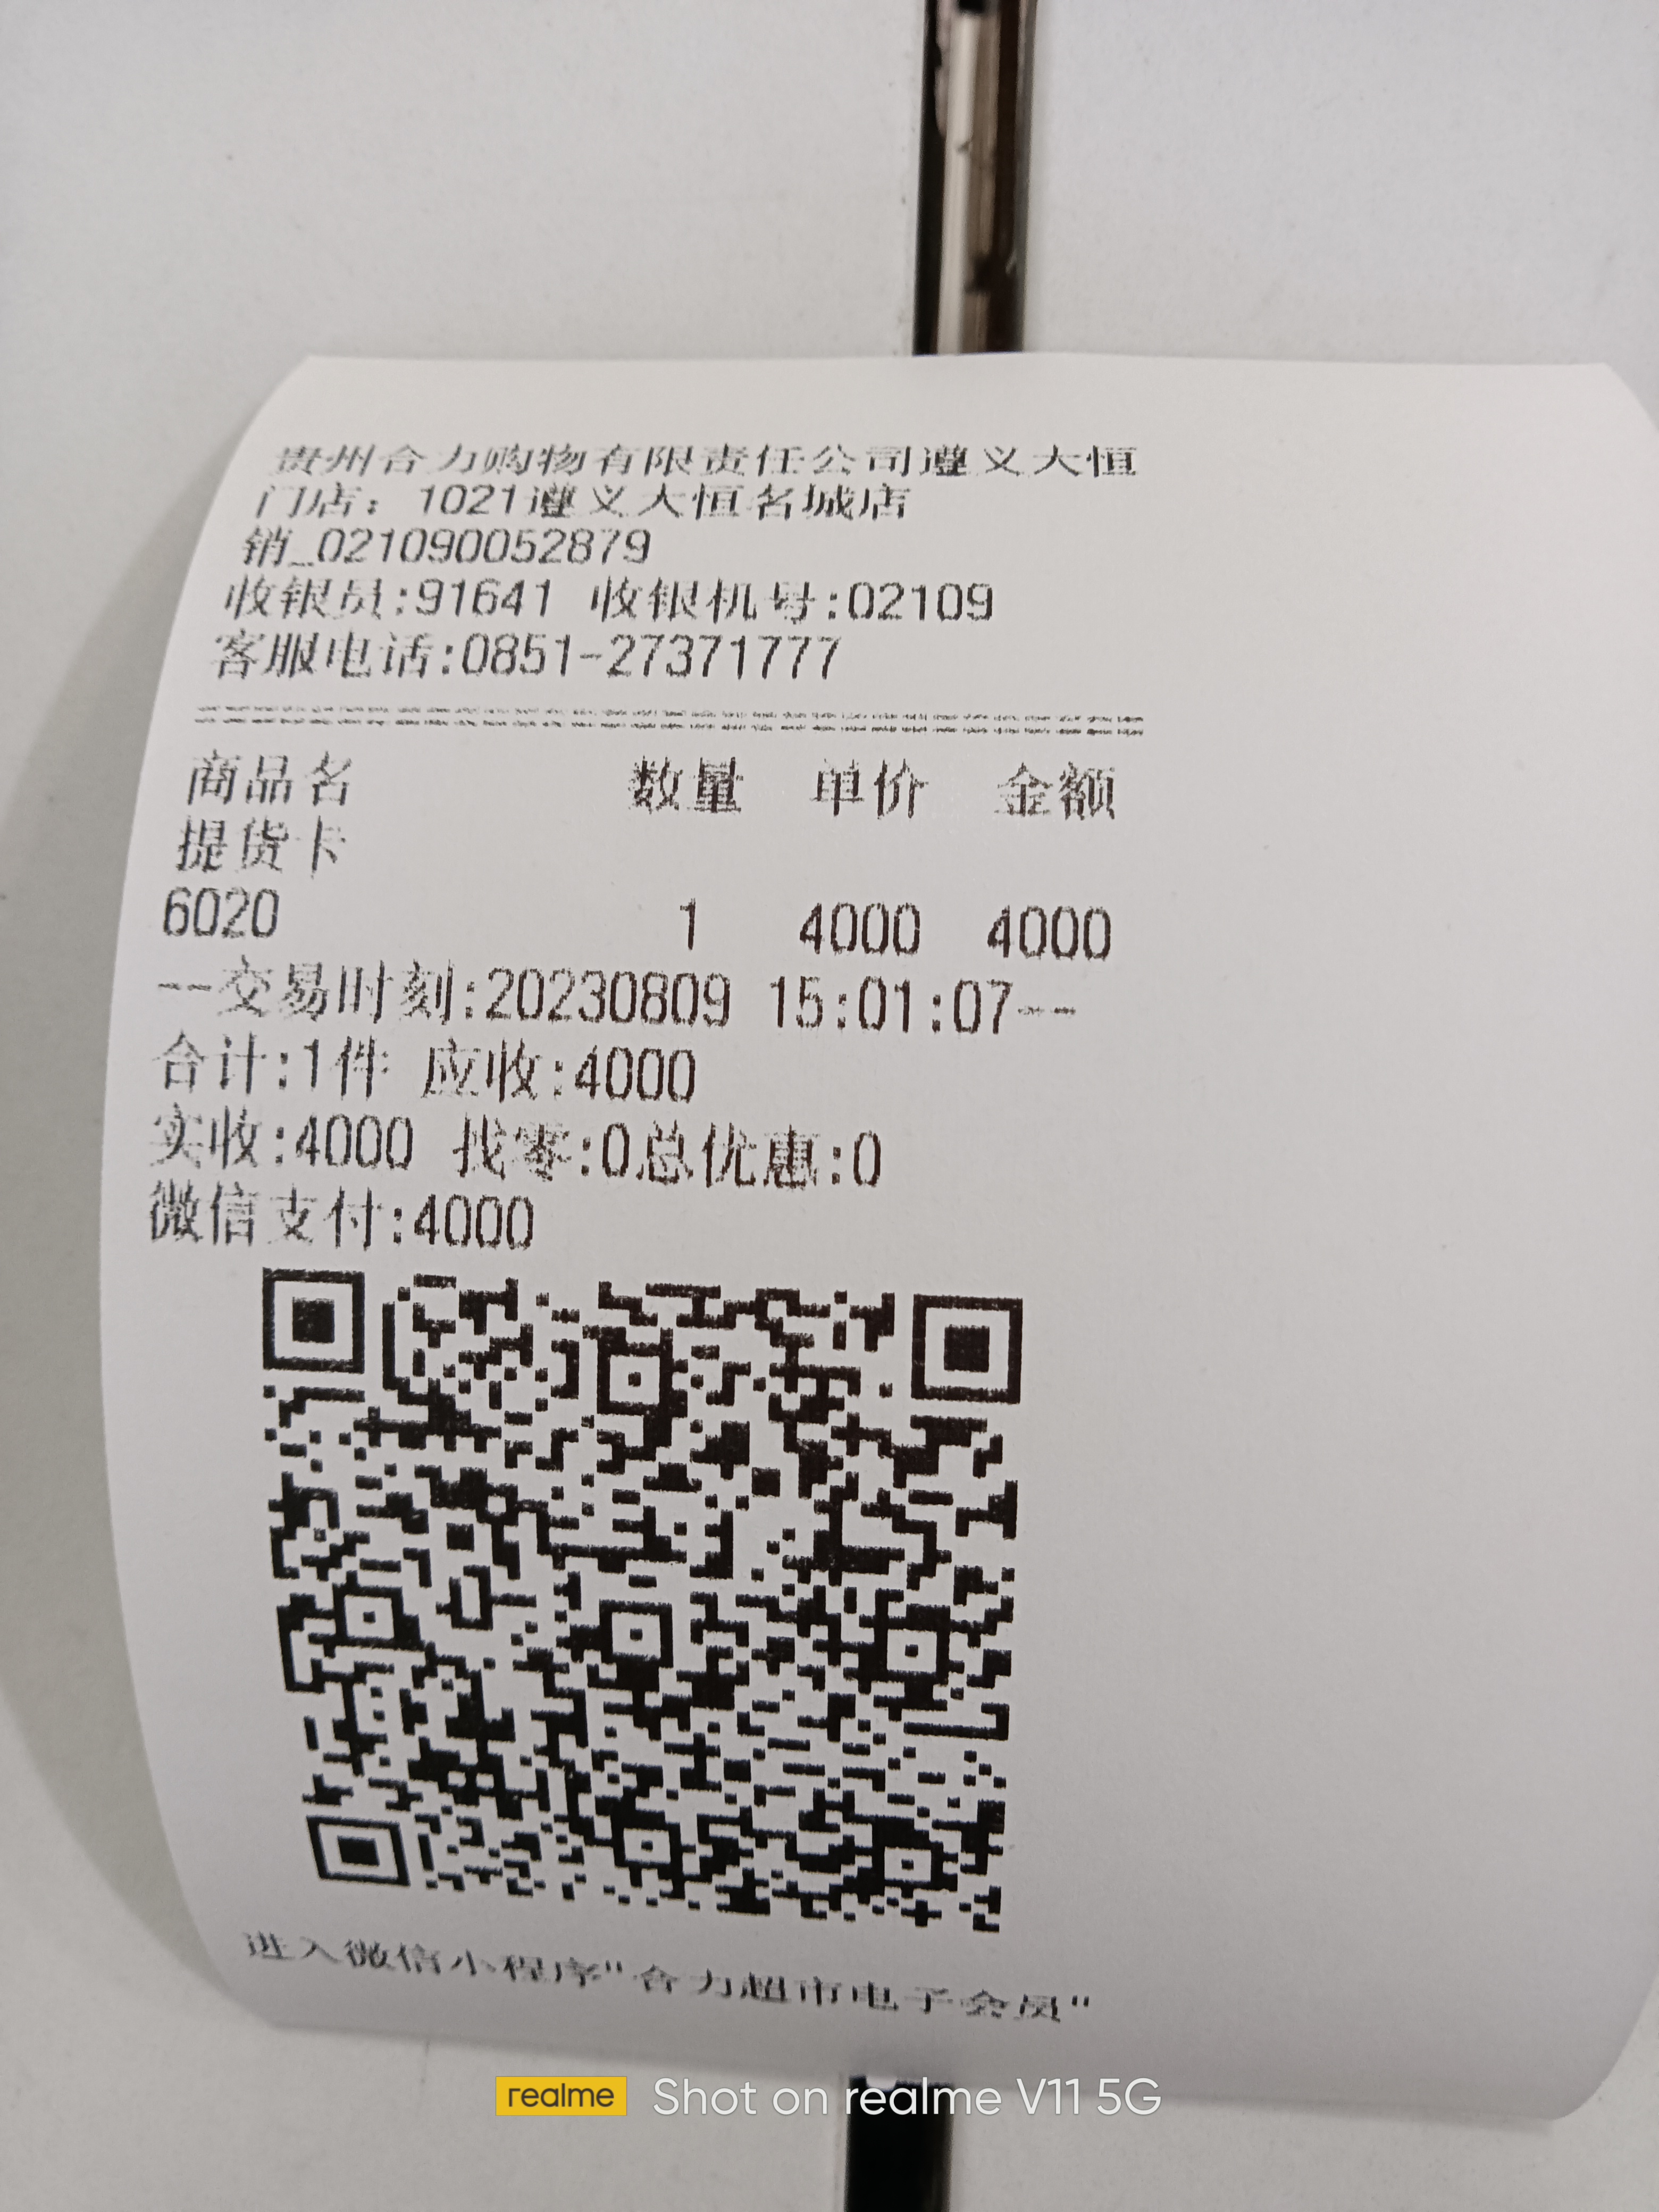 贵州合力购物有限责任公司遵义大恒
门店：1021遵义大恒名城店
销_021090052879
收银员:91641 收银机号:02109
客服电话:0851-27371777
商品名 数量 单价 金额
提货卡
6020 1 4000 4000
--交易时刻:20230809 15:01:07--
合计:1件 应收:4000
实收:4000 找零:0总优惠:0
微信支付:4000
进入微信小程序"合力超市电子会员"
realme Shot on realme V11 5G